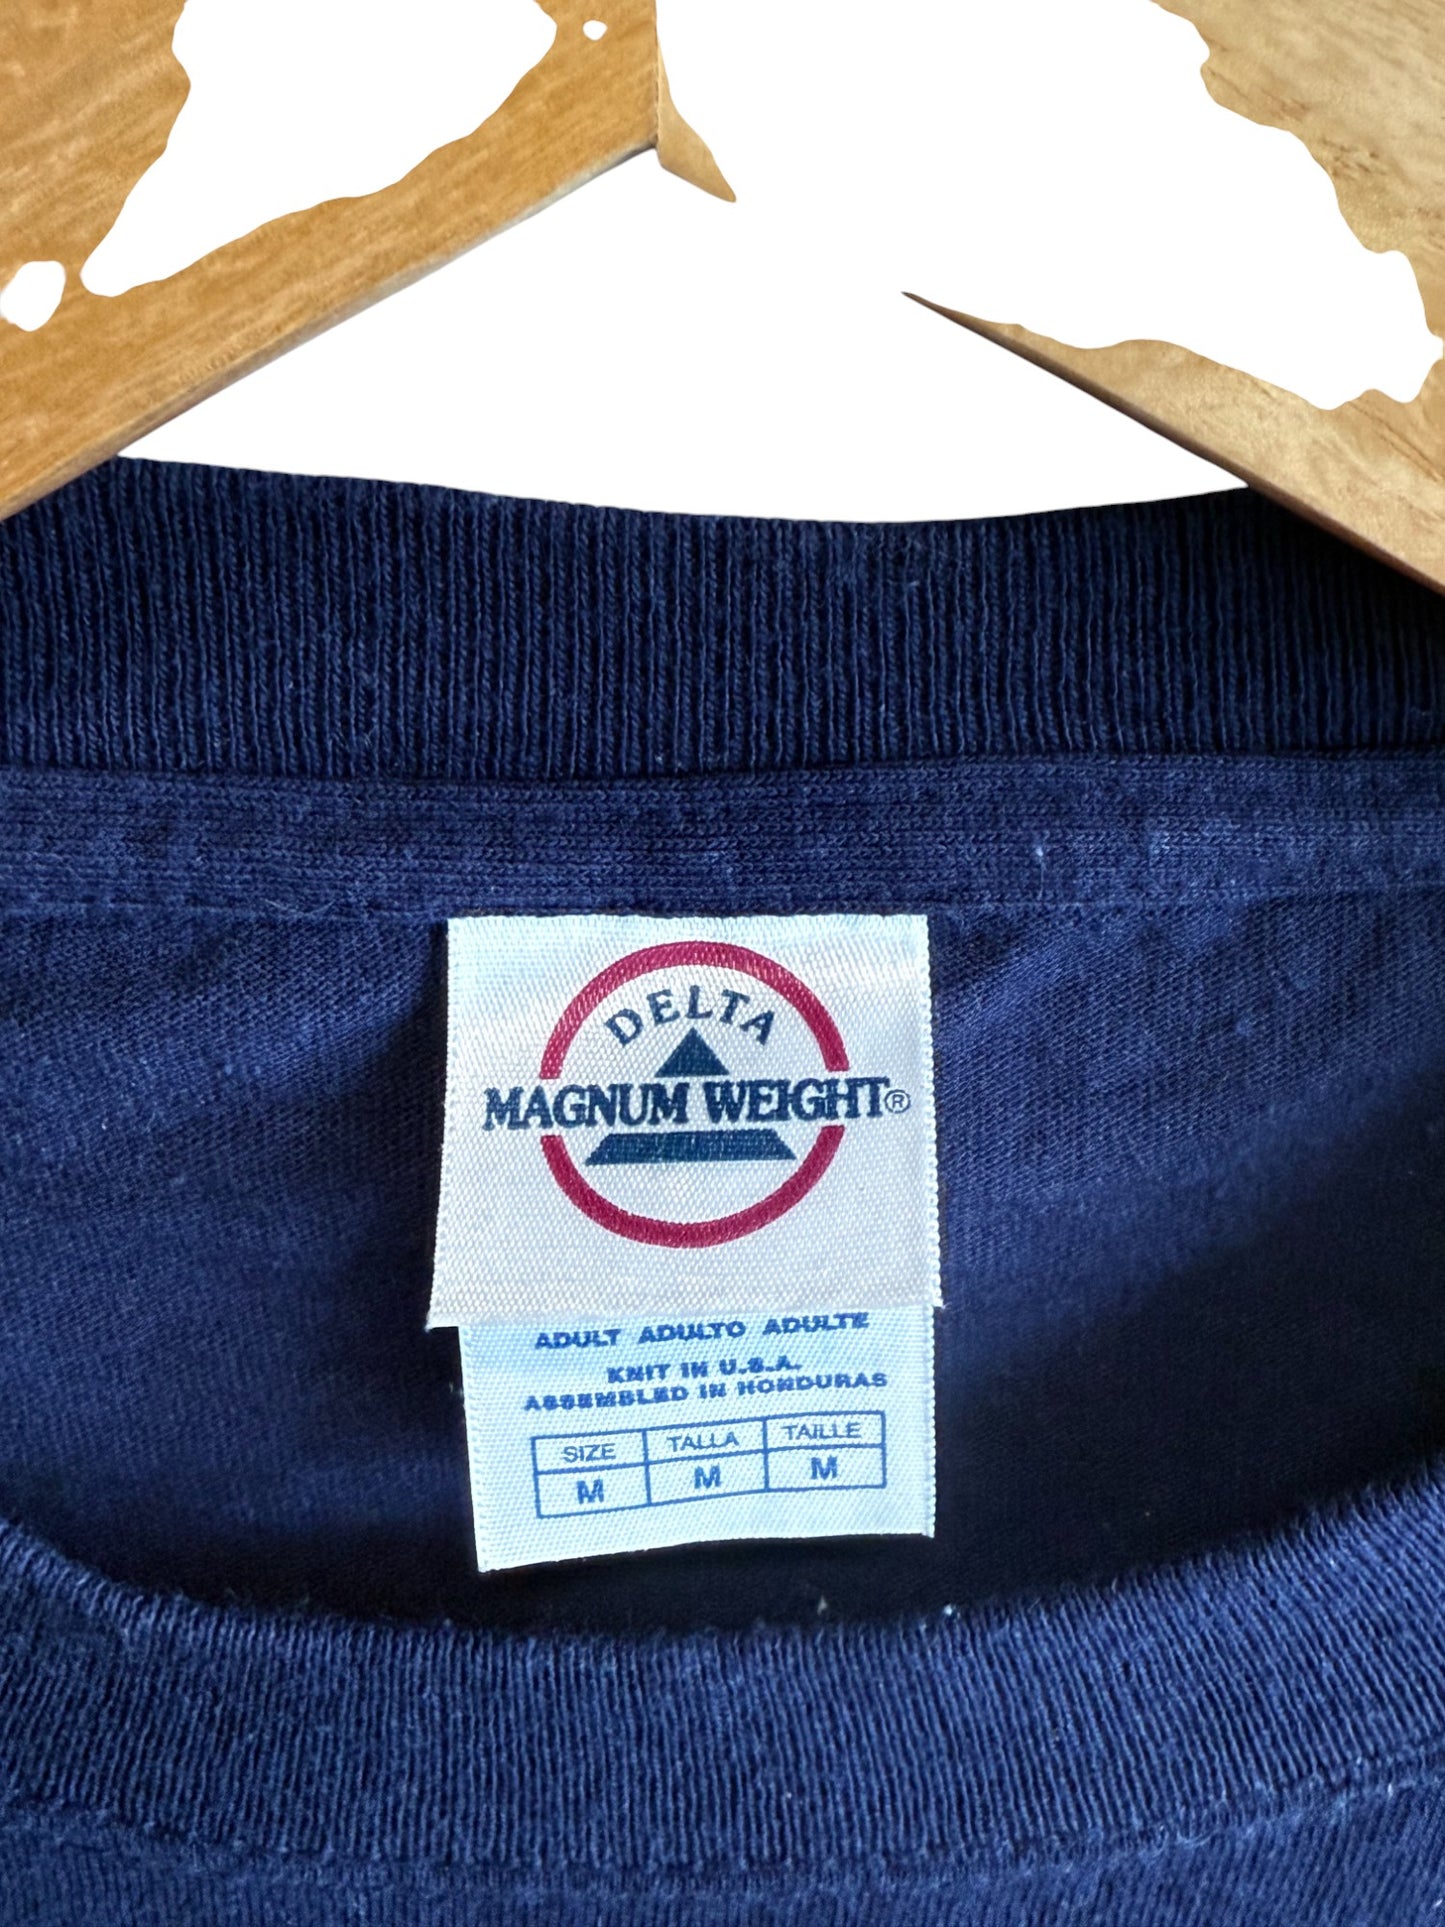 DELTA
MAGNUM WEIGHT®
ADULT ADULTO ADULTE
KNIT IN U.S.A.
ASSEMBLED IN HONDURAS
SIZE TALLA TAILLE
M M M